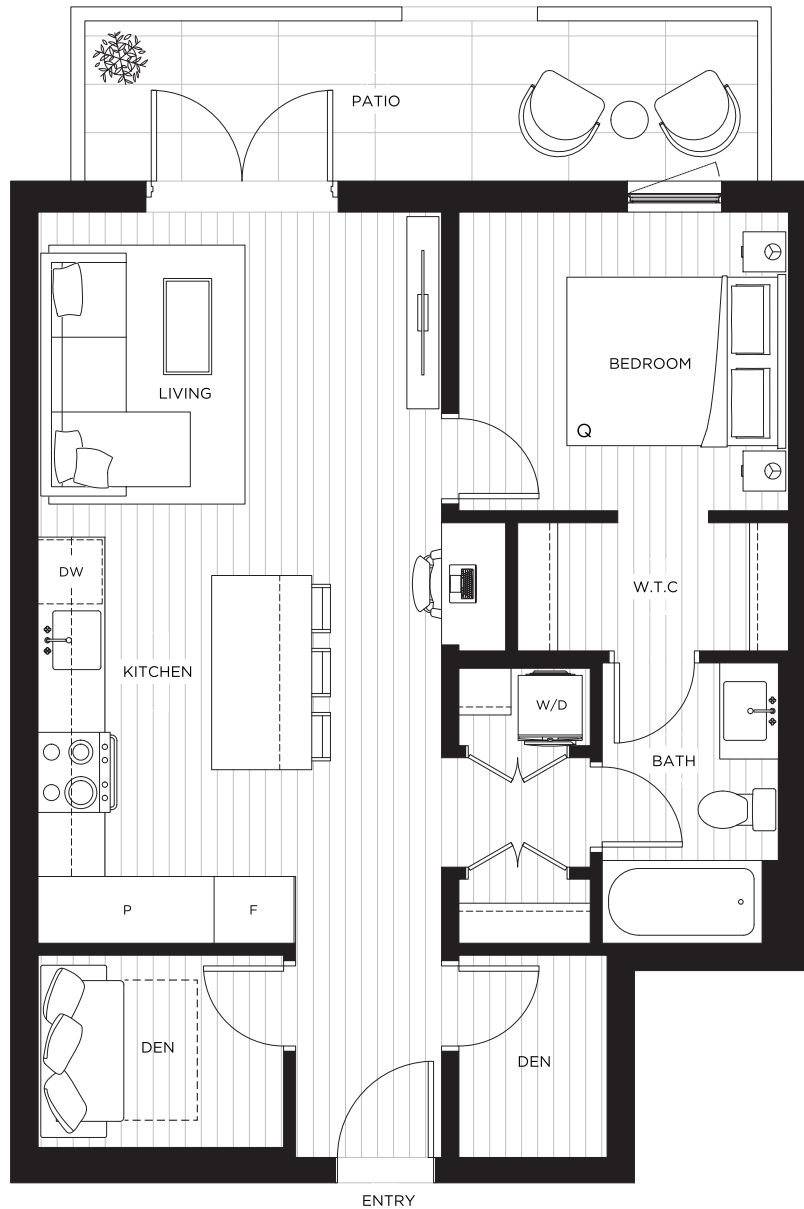 PATIO
BEDROOM
LIVING
Q
DW
W.T.C
KITCHEN
W/D
BATH
P
F
DEN
DEN
ENTRY